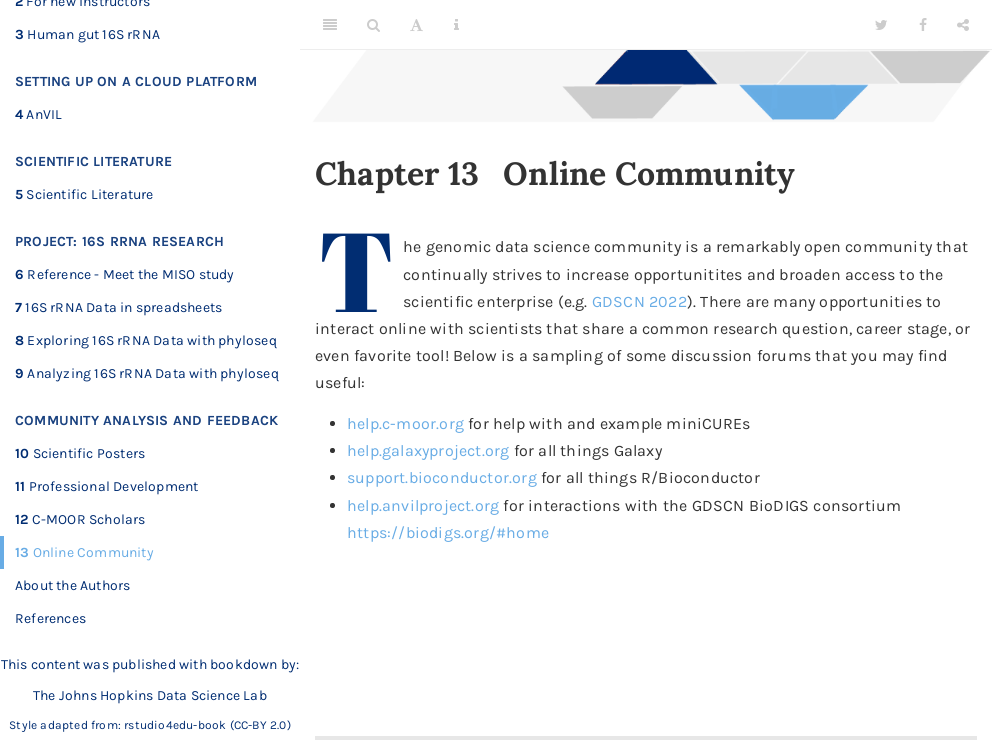 2 For new instructors
3 Human gut 16S rRNA
SETTING UP ON A CLOUD PLATFORM
4 AnVIL
SCIENTIFIC LITERATURE
5 Scientific Literature
PROJECT: 16S RRNA RESEARCH
6 Reference - Meet the MISO study
7 16S rRNA Data in spreadsheets
8 Exploring 16S rRNA Data with phyloseq
9 Analyzing 16S rRNA Data with phyloseq
COMMUNITY ANALYSIS AND FEEDBACK
10 Scientific Posters
11 Professional Development
12 C-MOOR Scholars
13 Online Community
About the Authors
References
This content was published with bookdown by:
The Johns Hopkins Data Science Lab
Style adapted from: rstudio4edu-book (CC-BY 2.0)
Chapter 13 Online Community
The genomic data science community is a remarkably open community that
continually strives to increase opportunitites and broaden access to the
scientific enterprise (e.g. GDSCN 2022). There are many opportunities to
interact online with scientists that share a common research question, career stage, or
even favorite tool! Below is a sampling of some discussion forums that you may find
useful:
• help.c-moor.org for help with and example miniCUREs
• help.galaxyproject.org for all things Galaxy
• support.bioconductor.org for all things R/Bioconductor
• help.anvilproject.org for interactions with the GDSCN BioDIGS consortium
https://biodigs.org/#home